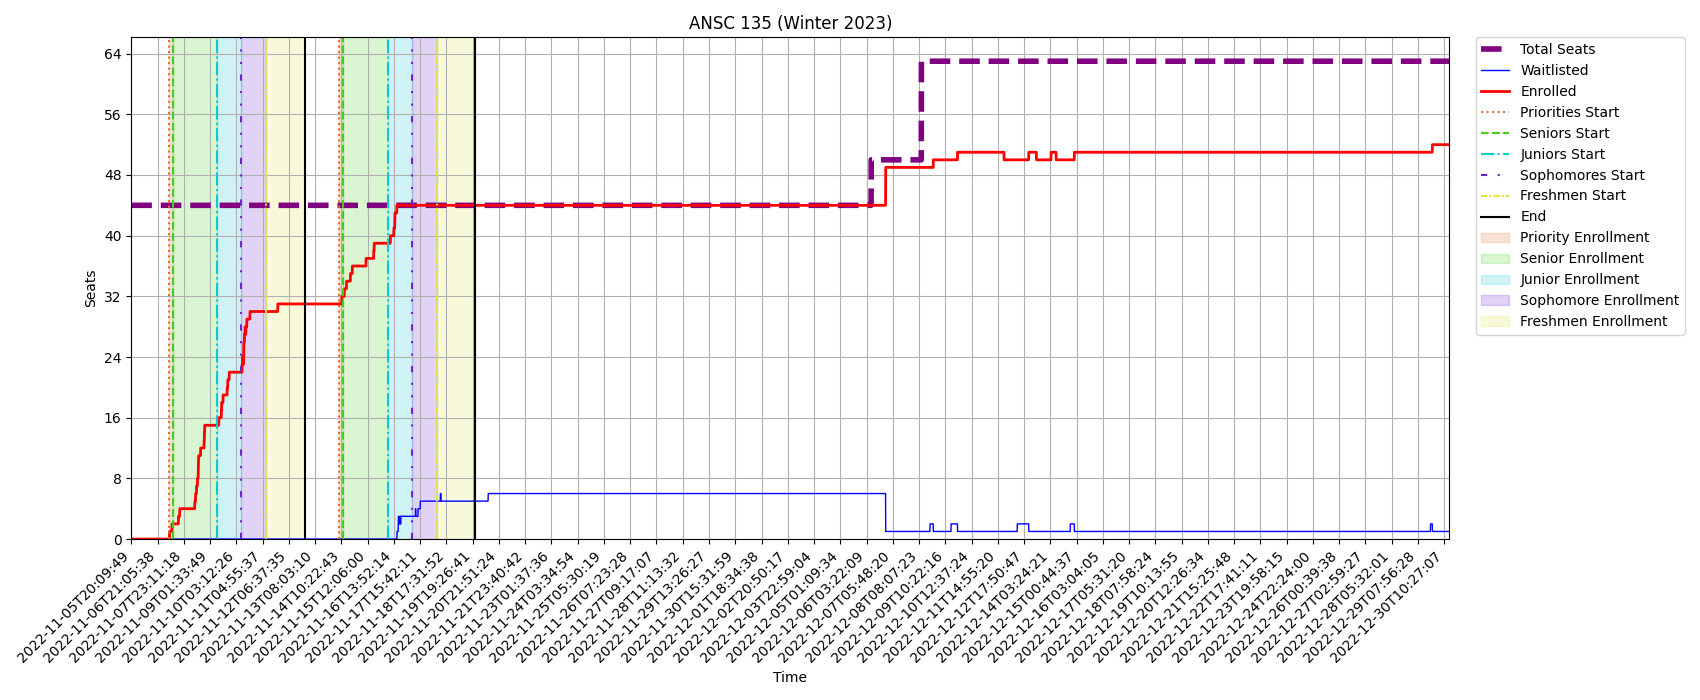 ANSC 135 (Winter 2023)
64
56
48
40
32
24
16
8
0
Seats
2022-11-05T20:09:49
2022-11-06T21:05:38
2022-11-07T23:11:18
2022-11-09T01:33:49
2022-11-10T03:12:26
2022-11-11T04:55:37
2022-11-12T06:37:35
2022-11-13T08:03:10
2022-11-14T10:22:43
2022-11-15T12:06:00
2022-11-16T13:52:14
2022-11-17T15:42:11
2022-11-18T17:31:52
2022-11-19T19:26:41
2022-11-20T21:51:24
2022-11-21T23:40:42
2022-11-23T01:37:36
2022-11-24T03:34:54
2022-11-25T05:30:19
2022-11-26T07:23:28
2022-11-27T09:17:07
2022-11-28T11:13:32
2022-11-29T13:26:27
2022-11-30T15:31:59
2022-12-01T18:34:38
2022-12-02T20:50:17
2022-12-03T22:59:04
2022-12-05T01:09:34
2022-12-06T03:22:09
2022-12-07T05:48:20
2022-12-08T08:07:23
2022-12-09T10:22:16
2022-12-10T12:37:24
2022-12-11T14:55:20
2022-12-12T17:50:47
2022-12-14T03:24:21
2022-12-15T00:44:37
2022-12-16T03:04:05
2022-12-17T05:31:20
2022-12-18T07:58:24
2022-12-19T10:13:55
2022-12-20T12:26:34
2022-12-21T15:25:48
2022-12-22T17:41:11
2022-12-23T19:58:15
2022-12-24T22:24:00
2022-12-26T00:39:38
2022-12-27T02:59:27
2022-12-28T05:32:01
2022-12-29T07:56:28
2022-12-30T10:27:07
Time
Total Seats
Waitlisted
Enrolled
Priorities Start
Seniors Start
Juniors Start
Sophomores Start
Freshmen Start
End
Priority Enrollment
Senior Enrollment
Junior Enrollment
Sophomore Enrollment
Freshmen Enrollment